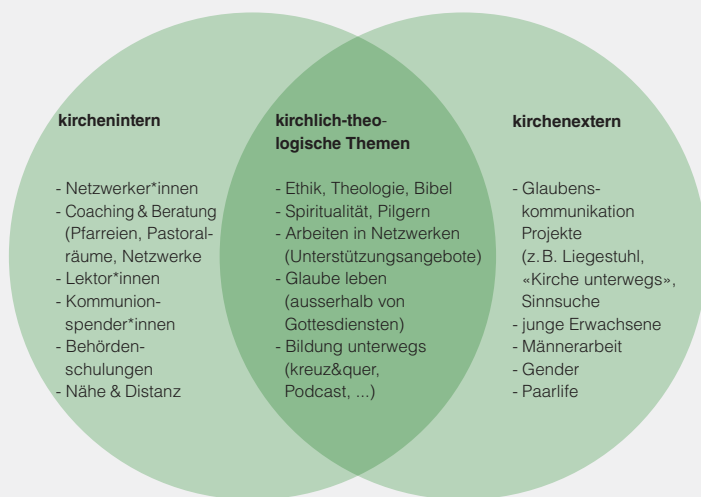 kirchenintern
- Netzwerker*innen
- Coaching & Beratung
(Pfarreien, Pastoral-
räume, Netzwerke
- Lektor*innen
- Kommunion-
spender*innen
- Behörden-
schulungen
- Nähe & Distanz
kirchlich-theo-
logische Themen
- Ethik, Theologie, Bibel
- Spiritualität, Pilgern
- Arbeiten in Netzwerken
(Unterstützungsangebote)
- Glaube leben
(ausserhalb von
Gottesdiensten)
- Bildung unterwegs
(kreuz&quer,
Podcast, ...)
kirchenextern
- Glaubens-
kommunikation
Projekte
(z. B. Liegestuhl,
«Kirche unterwegs»,
Sinnsuche
- junge Erwachsene
- Männerarbeit
- Gender
- Paarlife